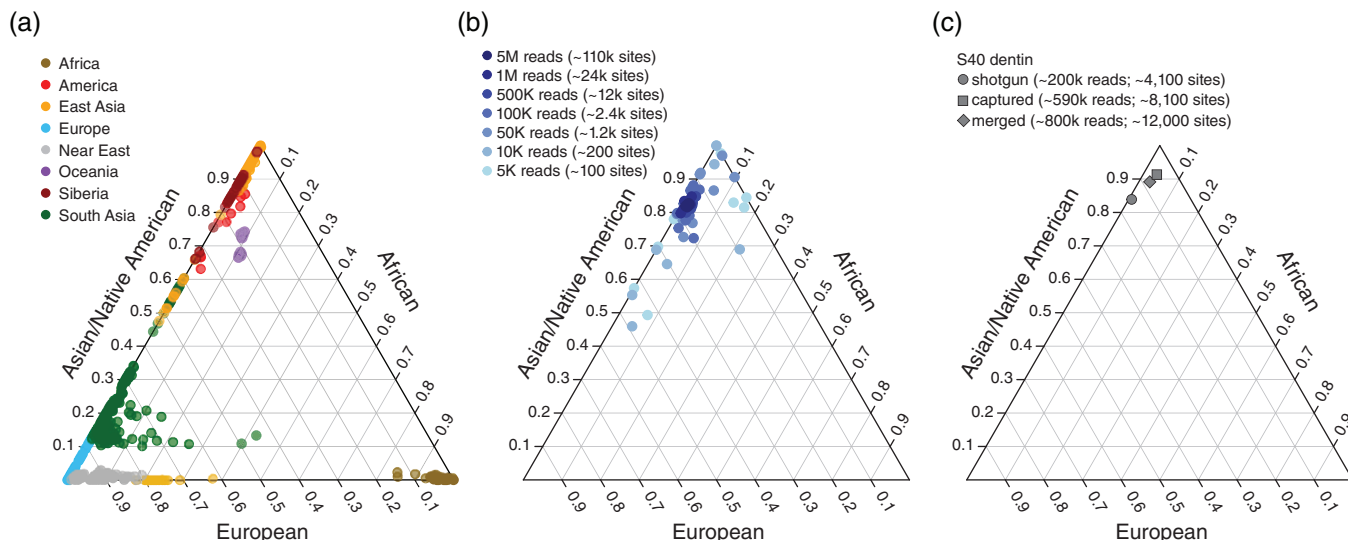 (a)
Africa
America
East Asia
Europe
Near East
Oceania
Siberia
South Asia
0.9
0.8
0.7
0.6
0.5
0.4
0.3
0.2
0.1
Asian/Native American
0.1
0.2
0.3
0.4
0.5
0.6
0.7
0.8
0.9
African
0.9
0.8
0.7
0.6
0.5
0.4
0.3
0.2
0.1
European
(b)
5M reads (~110k sites)
1M reads (~24k sites)
500K reads (~12k sites)
100K reads (~2.4k sites)
50K reads (~1.2k sites)
10K reads (~200 sites)
5K reads (~100 sites)
0.9
0.8
0.7
0.6
0.5
0.4
0.3
0.2
0.1
Asian/Native American
0.1
0.2
0.3
0.4
0.5
0.6
0.7
0.8
0.9
African
0.9
0.8
0.7
0.6
0.5
0.4
0.3
0.2
0.1
European
(c)
S40 dentin
shotgun (~200k reads; ~4,100 sites)
captured (~590k reads; ~8,100 sites)
merged (~800k reads; ~12,000 sites)
0.9
0.8
0.7
0.6
0.5
0.4
0.3
0.2
0.1
Asian/Native American
0.1
0.2
0.3
0.4
0.5
0.6
0.7
0.8
0.9
African
0.9
0.8
0.7
0.6
0.5
0.4
0.3
0.2
0.1
European